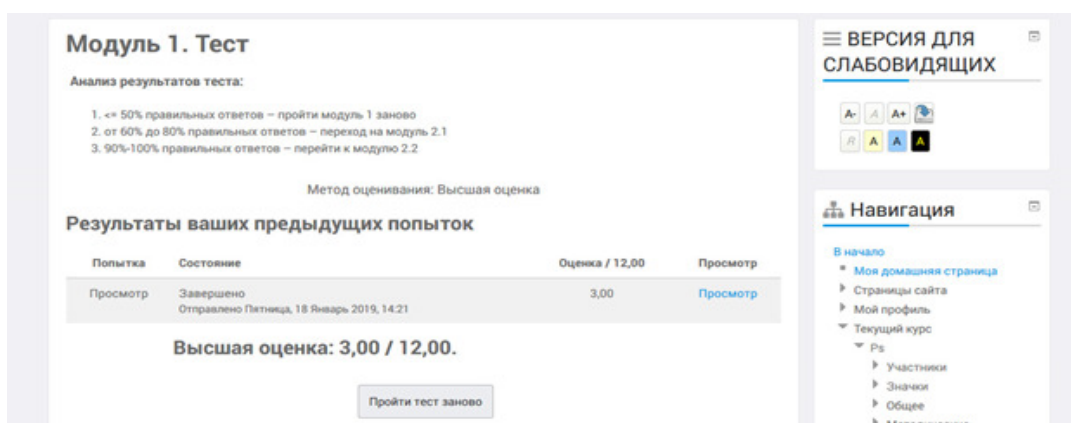 Модуль 1. Тест
Анализ результатов теста:
1. <= 50% правильных ответов – пройти модуль 1 заново
2. от 60% до 80% правильных ответов – переход на модуль 2.1
3. 90%-100% правильных ответов – перейти к модулю 2.2
Метод оценивания: Высшая оценка
Результаты ваших предыдущих попыток
Попытка Состояние Оценка / 12,00 Просмотр
Просмотр Завершено 3,00 Просмотр
Отправлено Пятница, 18 Январь 2019, 14:21
Высшая оценка: 3,00 / 12,00.
Пройти тест заново
ВЕРСИЯ ДЛЯ
СЛАБОВИДЯЩИХ
A- A A+
R A A A
Навигация
В начало
Моя домашняя страница
Страницы сайта
Мой профиль
Текущий курс
Ps
Участники
Значки
Общее